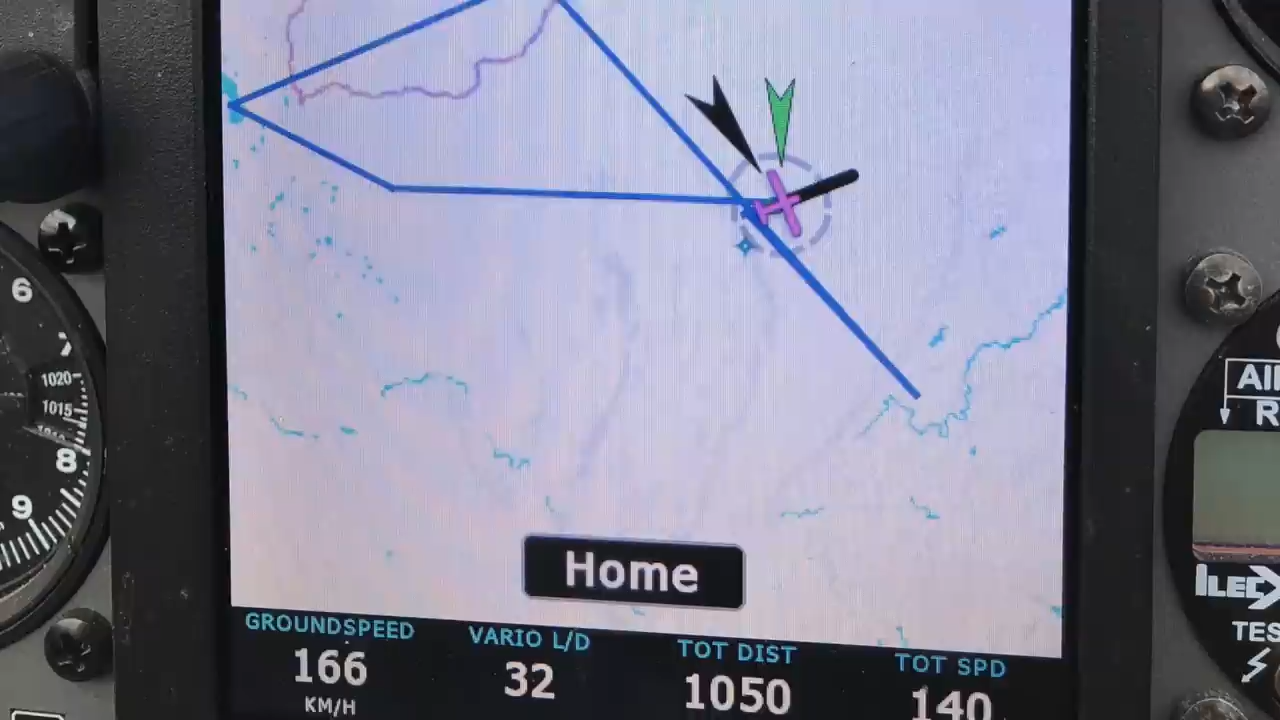 6
7
1020
1015
8
9
Home
GROUNDSPEED
166
KM/H
VARIO L/D
32
TOT DIST
1050
TOT SPD
140
AI
R
ILEC
TES